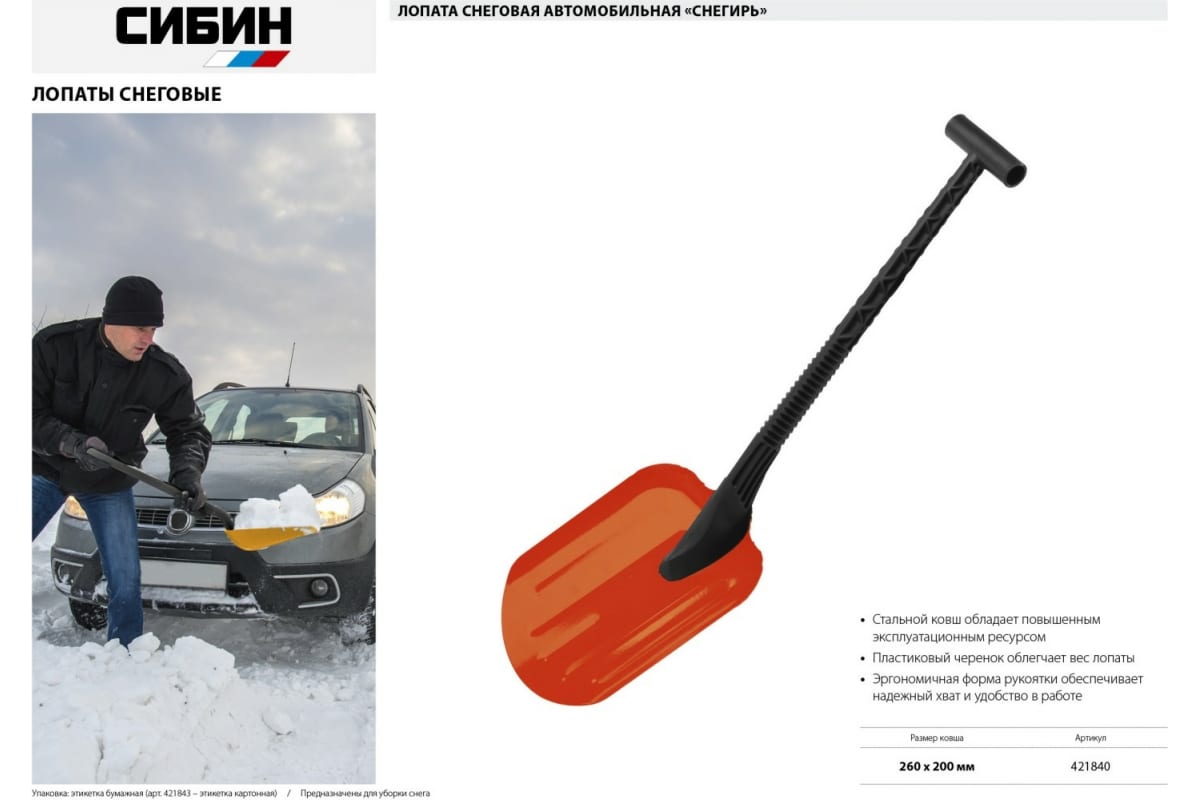 СИБИН
ЛОПАТЫ СНЕГОВЫЕ
ЛОПАТА СНЕГОВАЯ АВТОМОБИЛЬНАЯ «СНЕГИРЬ»
• Стальной ковш обладает повышенным
эксплуатационным ресурсом
• Пластиковый черенок облегчает вес лопаты
• Эргономичная форма рукоятки обеспечивает
надежный хват и удобство в работе
Размер ковша Артикул
260 x 200 мм 421840
Упаковка: этикетка бумажная (арт. 421843 – этикетка картонная) / Предназначены для уборки снега